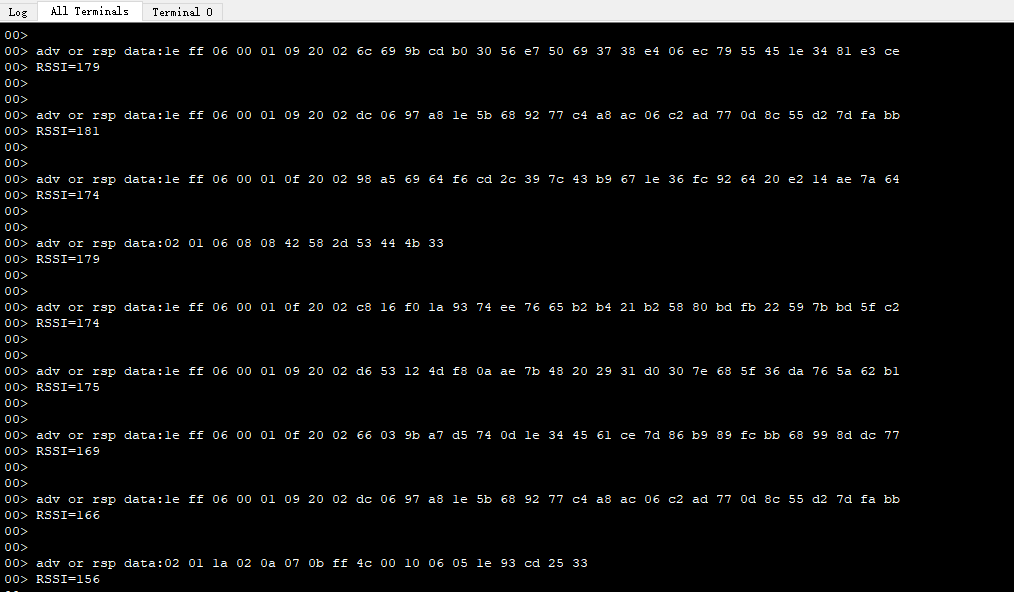 Log All Terminals Terminal 0
00>
00> adv or rsp data:1e ff 06 00 01 09 20 02 6c 69 9b cd b0 30 56 e7 50 69 37 38 e4 06 ec 79 55 45 1e 34 81 e3 ce
00> RSSI=179
00>
00>
00> adv or rsp data:1e ff 06 00 01 09 20 02 dc 06 97 a8 1e 5b 68 92 77 c4 a8 ac 06 c2 ad 77 0d 8c 55 d2 7d fa bb
00> RSSI=181
00>
00>
00> adv or rsp data:1e ff 06 00 01 0f 20 02 98 a5 69 64 f6 cd 2c 39 7c 43 b9 67 1e 36 fc 92 64 20 e2 14 ae 7a 64
00> RSSI=174
00>
00>
00> adv or rsp data:02 01 06 08 08 42 58 2d 53 44 4b 33
00> RSSI=179
00>
00>
00> adv or rsp data:1e ff 06 00 01 0f 20 02 c8 16 f0 1a 93 74 ee 76 65 b2 b4 21 b2 58 80 bd fb 22 59 7b bd 5f c2
00> RSSI=174
00>
00>
00> adv or rsp data:1e ff 06 00 01 09 20 02 d6 53 12 4d f8 0a ae 7b 48 20 29 31 d0 30 7e 68 5f 36 da 76 5a 62 b1
00> RSSI=175
00>
00>
00> adv or rsp data:1e ff 06 00 01 0f 20 02 66 03 9b a7 d5 74 0d 1e 34 45 61 ce 7d 86 b9 89 fc bb 68 99 8d dc 77
00> RSSI=169
00>
00>
00> adv or rsp data:1e ff 06 00 01 09 20 02 dc 06 97 a8 1e 5b 68 92 77 c4 a8 ac 06 c2 ad 77 0d 8c 55 d2 7d fa bb
00> RSSI=166
00>
00>
00> adv or rsp data:02 01 1a 02 0a 07 0b ff 4c 00 10 06 05 1e 93 cd 25 33
00> RSSI=156